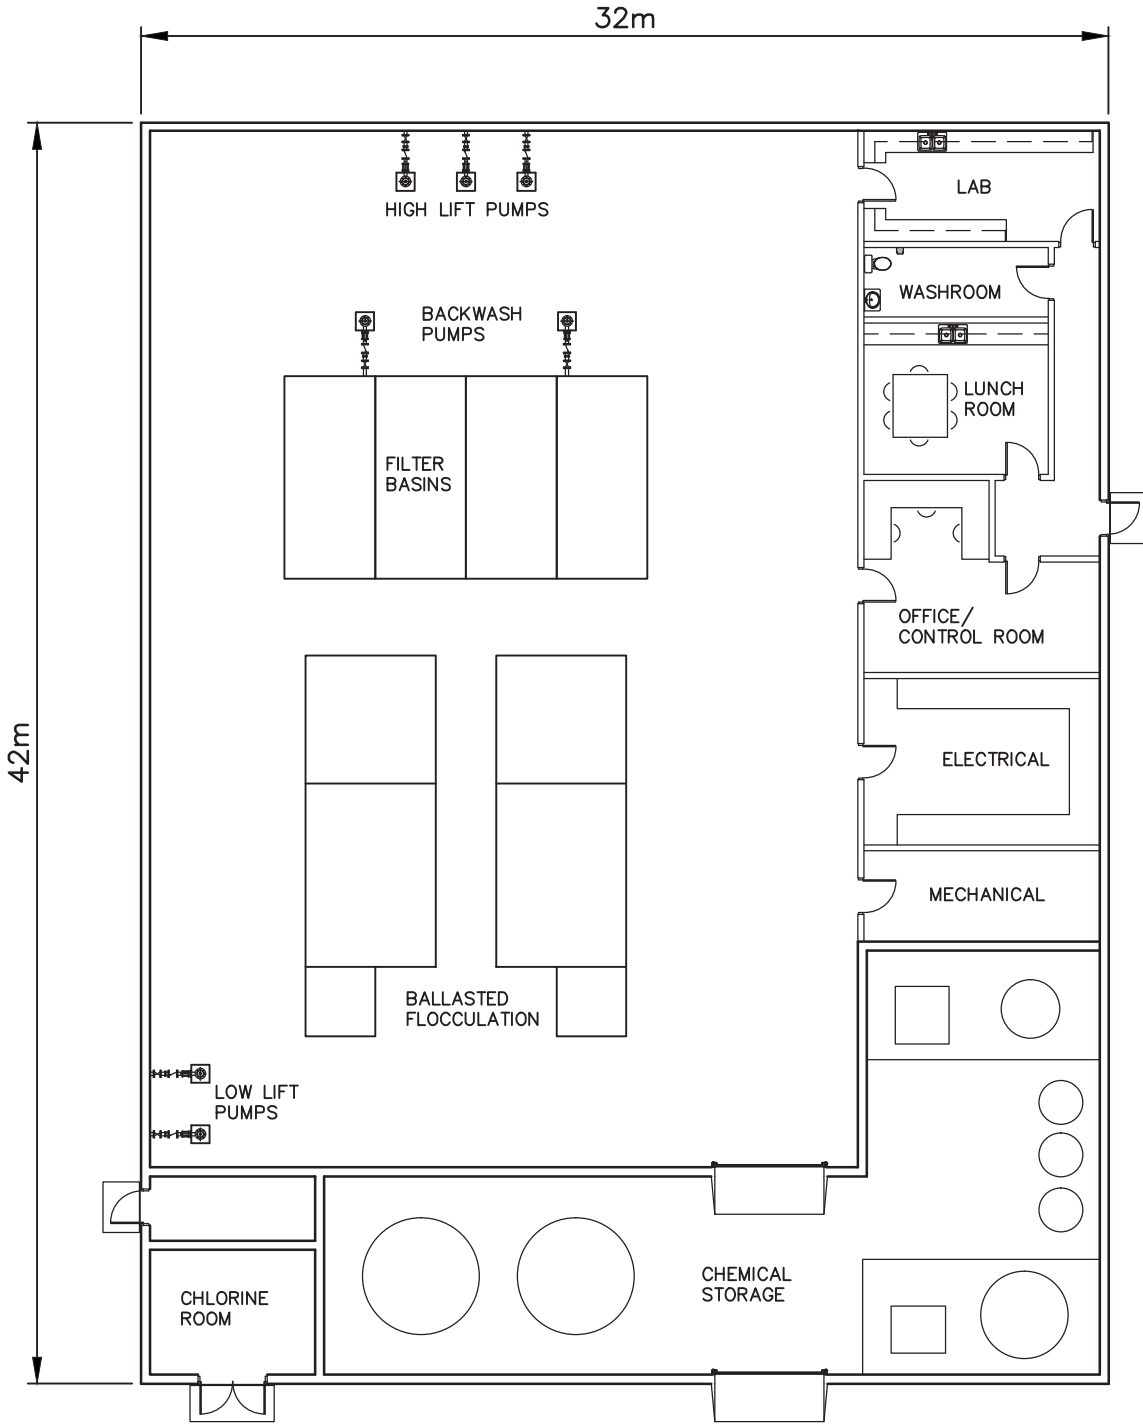 32m
HIGH LIFT PUMPS
LAB
WASHROOM
BACKWASH
PUMPS
LUNCH
ROOM
FILTER
BASINS
OFFICE/
CONTROL ROOM
42m
ELECTRICAL
MECHANICAL
BALLASTED
FLOCCULATION
LOW LIFT
PUMPS
CHEMICAL
STORAGE
CHLORINE
ROOM